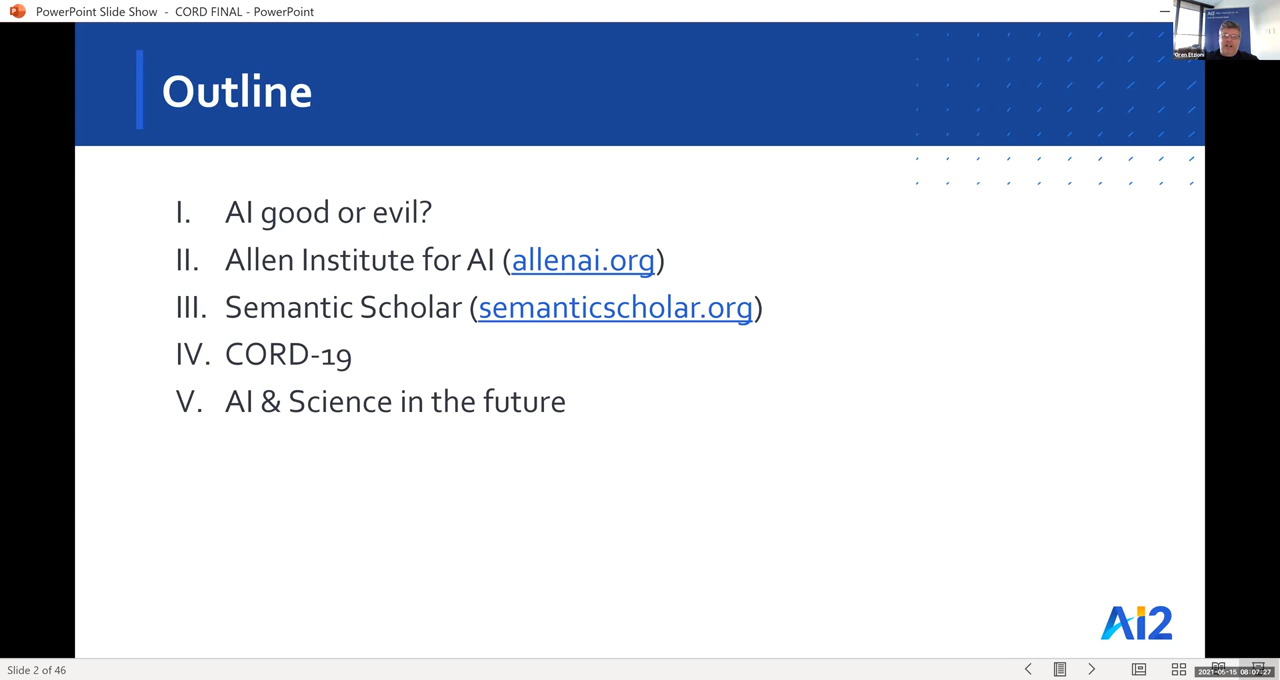 PowerPoint Slide Show - CORD FINAL - PowerPoint
Oren Etzioni
Outline
I. AI good or evil?
II. Allen Institute for AI (allenai.org)
III. Semantic Scholar (semanticscholar.org)
IV. CORD-19
V. AI & Science in the future
Ai2
Slide 2 of 46
2021-05-15 08:07:27